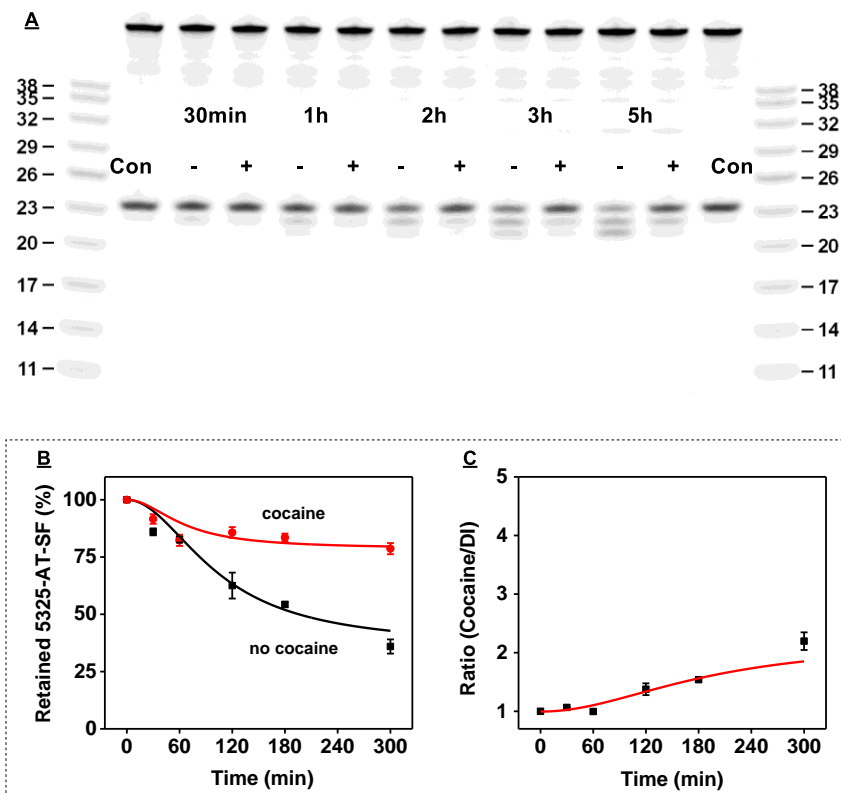 A
38
38
35
32
29
26
23
20
17
14
11
30min 1h 2h 3h 5h
Con - + - + - + - + - + Con
38
38
35
32
29
26
23
20
17
14
11
B
Retained 5325-AT-SF (%)
100
75
50
25
0
cocaine
no cocaine
0 60 120 180 240 300
Time (min)
C
Ratio (Cocaine/DI)
5
4
3
2
1
0 60 120 180 240 300
Time (min)